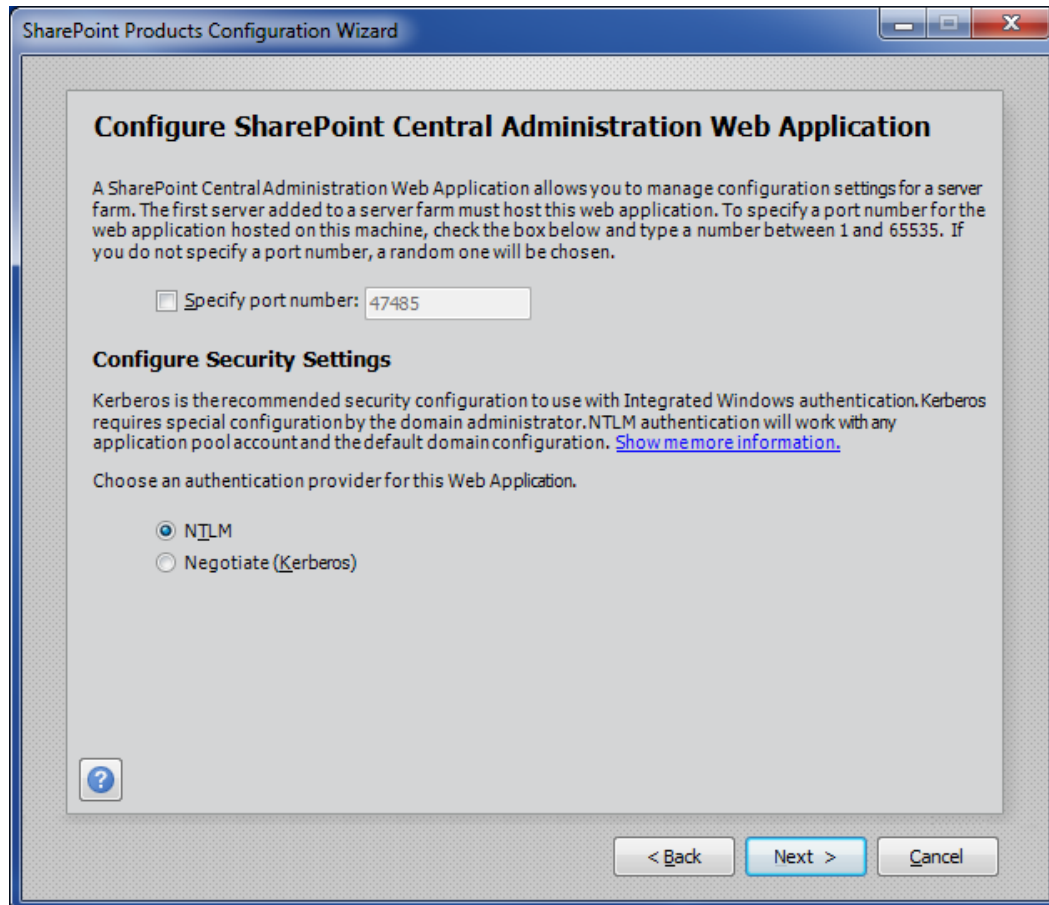 SharePoint Products Configuration Wizard
Configure SharePoint Central Administration Web Application
A SharePoint Central Administration Web Application allows you to manage configuration settings for a server
farm. The first server added to a server farm must host this web application. To specify a port number for the
web application hosted on this machine, check the box below and type a number between 1 and 65535. If
you do not specify a port number, a random one will be chosen.
Specify port number: 47485
Configure Security Settings
Kerberos is the recommended security configuration to use with Integrated Windows authentication. Kerberos
requires special configuration by the domain administrator. NTLM authentication will work with any
application pool account and the default domain configuration. Show me more information.
Choose an authentication provider for this Web Application.
NTLM
Negotiate (Kerberos)
?
< Back Next > Cancel